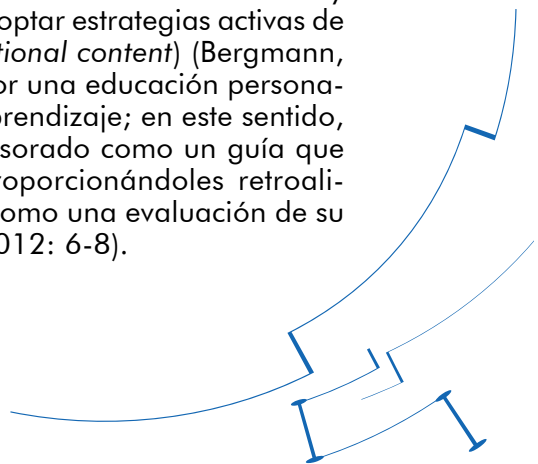 optar estrategias activas de
tional content) (Bergmann,
or una educación persona-
rendizaje; en este sentido,
sorado como un guía que
roporcionándoles retroali-
omo una evaluación de su
012: 6-8).